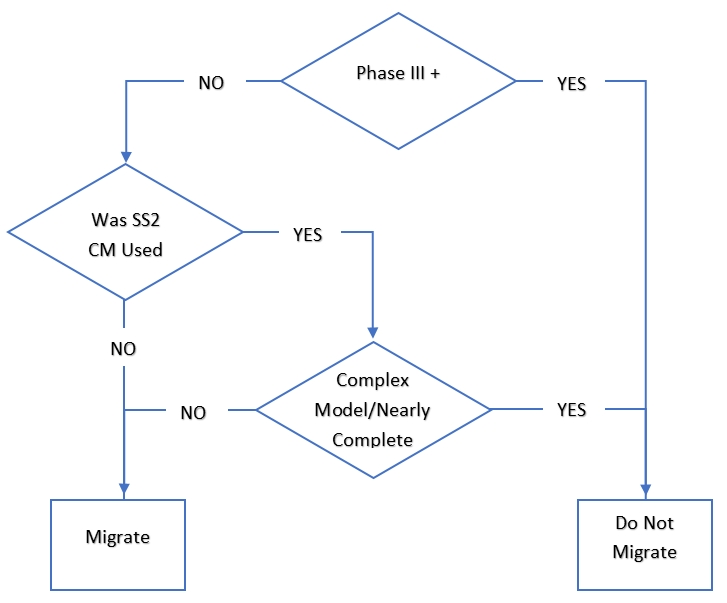 Phase III +
NO
YES
Was SS2
CM Used
YES
NO
Complex
Model/Nearly
Complete
NO
YES
Migrate
Do Not
Migrate